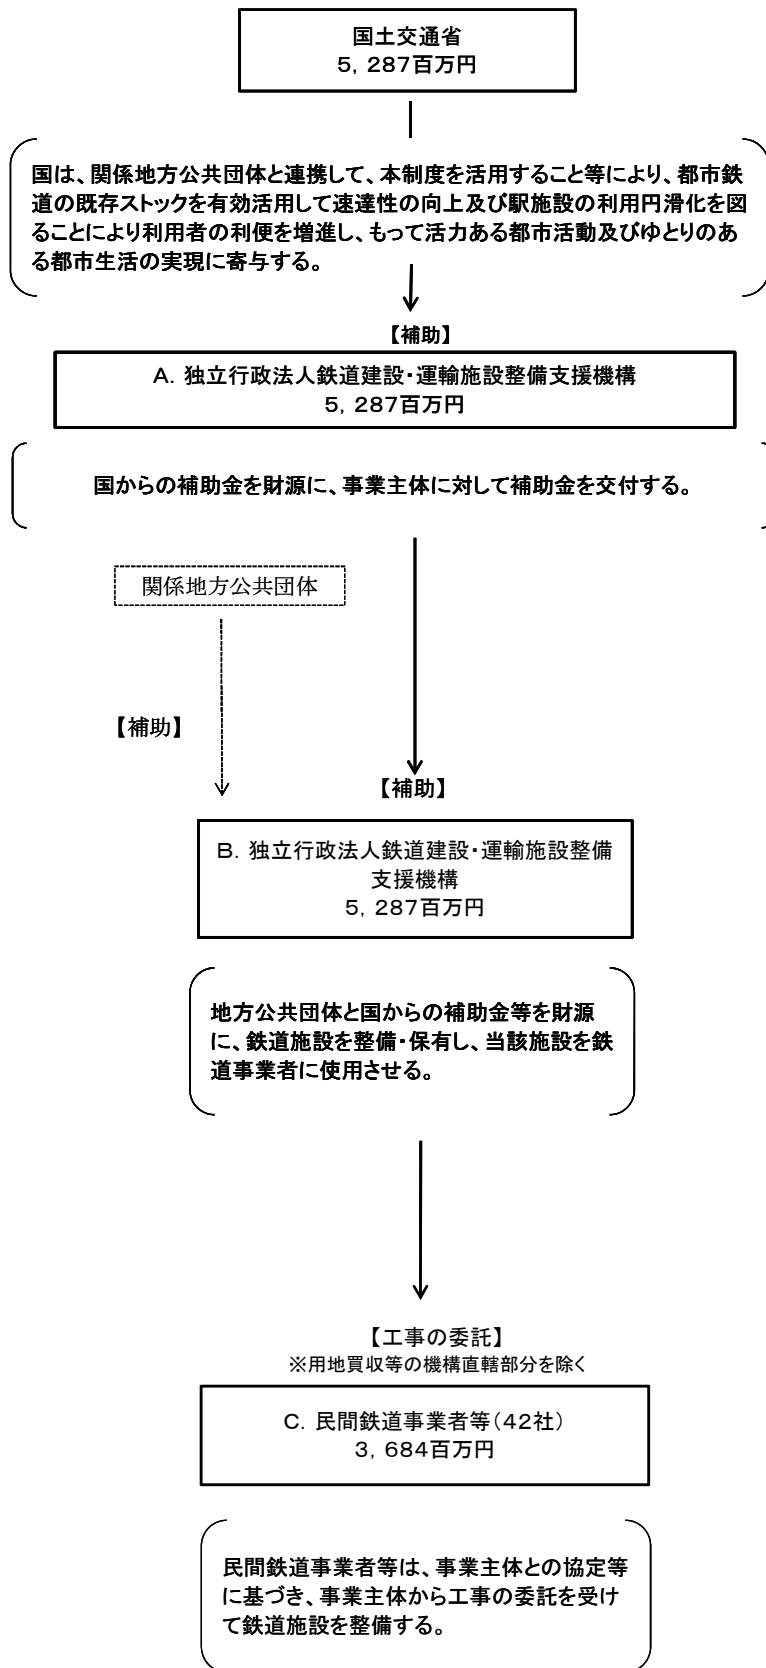 国土交通省
5,287百万円
国は、関係地方公共団体と連携して、本制度を活用すること等により、都市鉄
道の既存ストックを有効活用して速達性の向上及び駅施設の利用円滑化を図
ることにより利用者の利便を増進し、もって活力ある都市活動及びゆとりのあ
る都市生活の実現に寄与する。
【補助】
A. 独立行政法人鉄道建設・運輸施設整備支援機構
5,287百万円
国からの補助金を財源に、事業主体に対して補助金を交付する。
関係地方公共団体
【補助】
【補助】
B. 独立行政法人鉄道建設・運輸施設整備
支援機構
5,287百万円
地方公共団体と国からの補助金等を財源
に、鉄道施設を整備・保有し、当該施設を鉄
道事業者に使用させる。
【工事の委託】
※用地買収等の機構直轄部分を除く
C. 民間鉄道事業者等(42社)
3,684百万円
民間鉄道事業者等は、事業主体との協定等
に基づき、事業主体から工事の委託を受け
て鉄道施設を整備する。